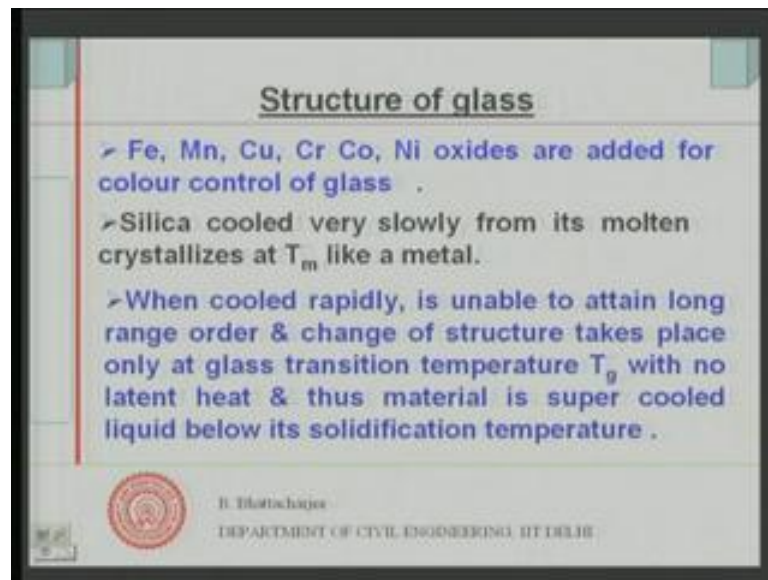 Structure of glass
➢ Fe, Mn, Cu, Cr Co, Ni oxides are added for
colour control of glass .
➢Silica cooled very slowly from its molten
crystallizes at Tm like a metal.
➢When cooled rapidly, is unable to attain long
range order & change of structure takes place
only at glass transition temperature Tg with no
latent heat & thus material is super cooled
liquid below its solidification temperature .
B. Bhattacharjee
DEPARTMENT OF CIVIL ENGINEERING, IIT DELHI